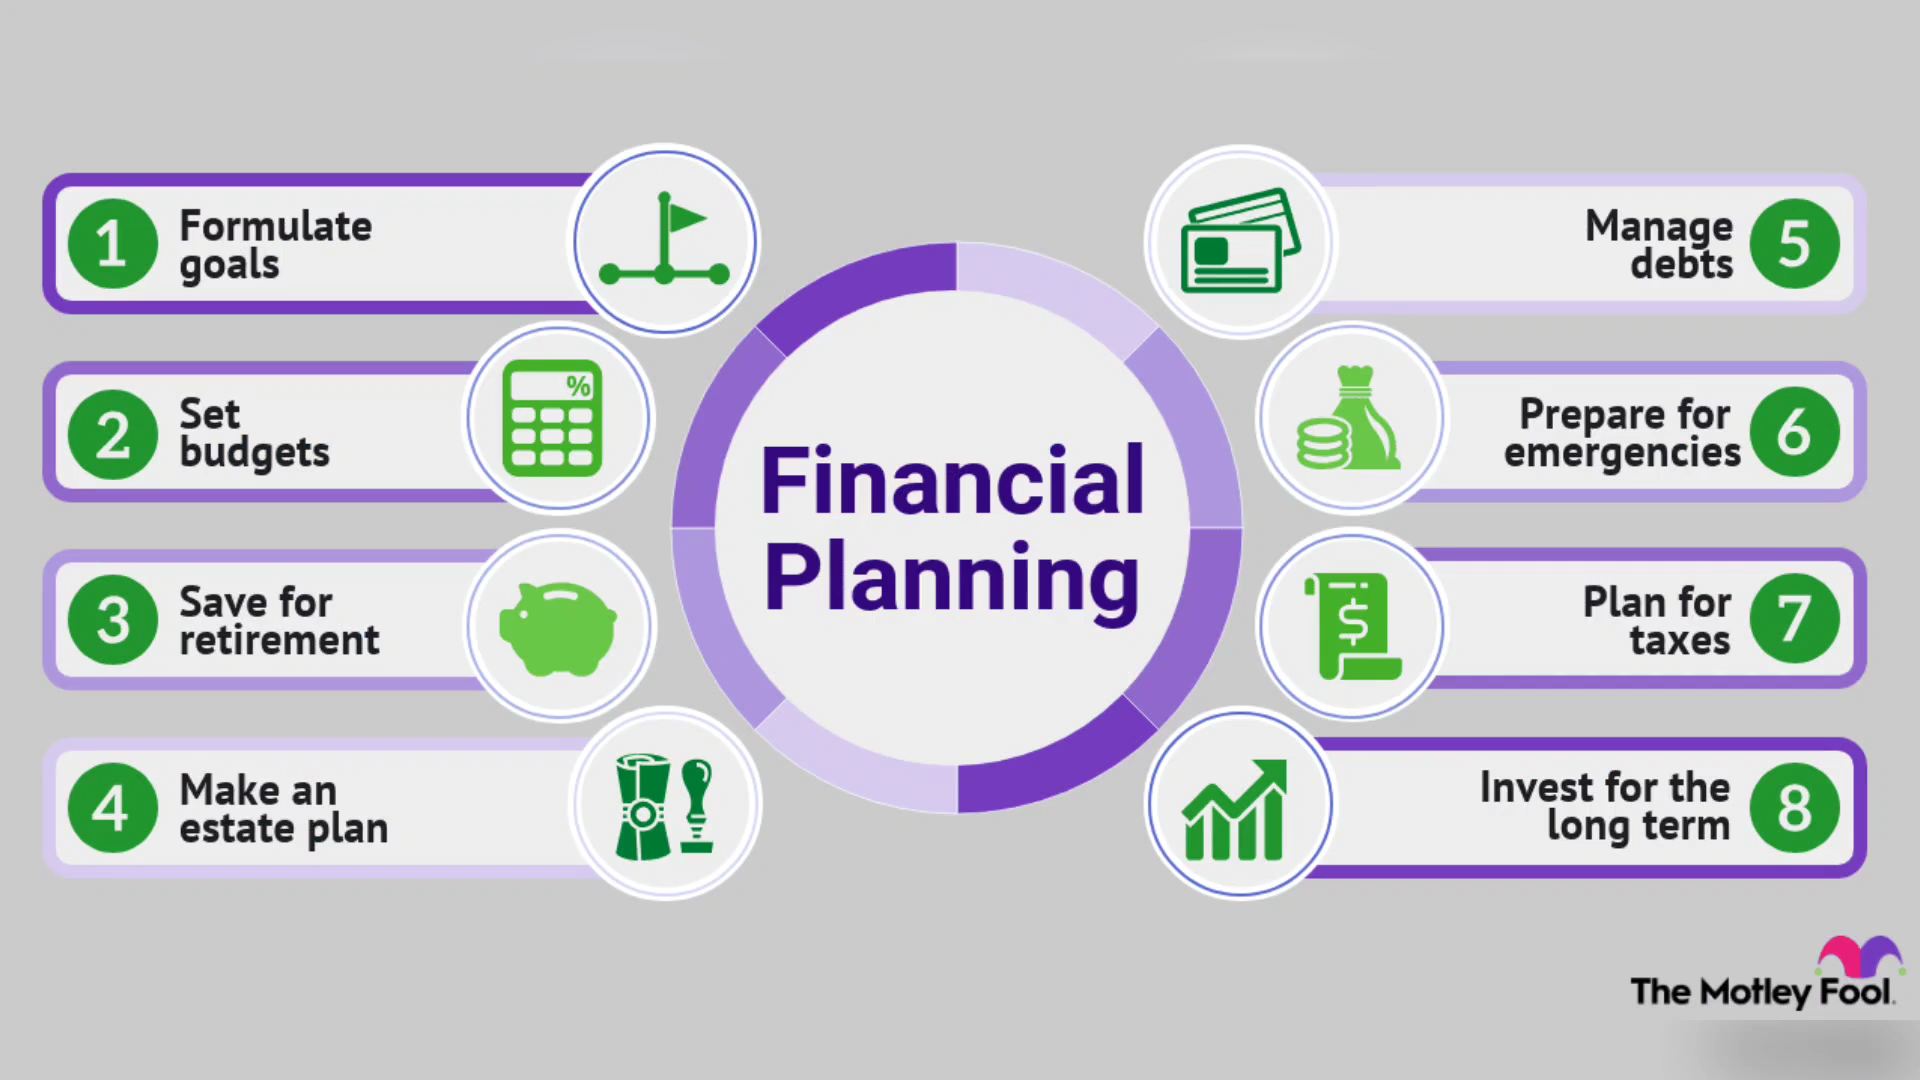 1
Formulate
goals
2
Set
budgets
%
3
Save for
retirement
4
Make an
estate plan
Financial
Planning
Manage
debts
5
Prepare for
emergencies
6
$
Plan for
taxes
7
Invest for the
long term
8
The Motley Fool.